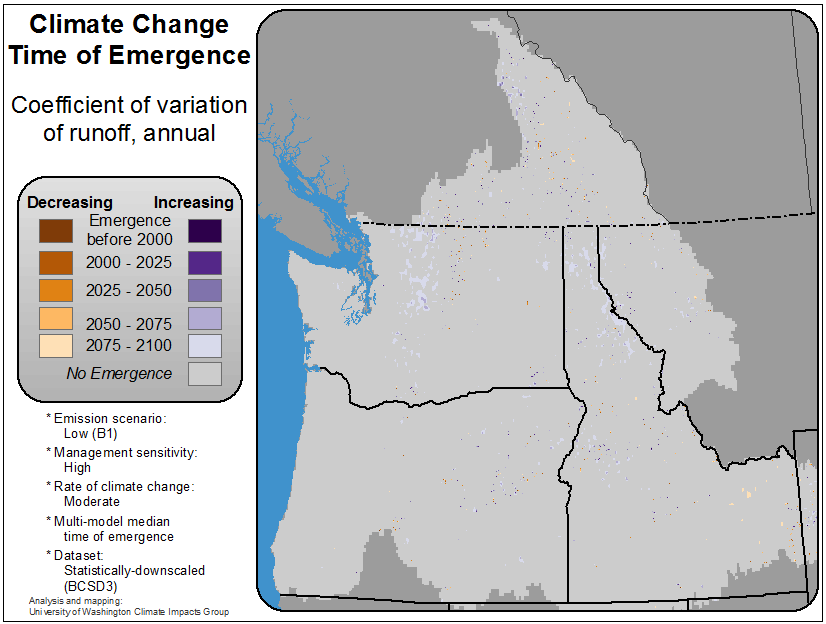 Climate Change
Time of Emergence
Coefficient of variation
of runoff, annual
Decreasing Increasing
Emergence
before 2000
2000 - 2025
2025 - 2050
2050 - 2075
2075 - 2100
No Emergence
* Emission scenario:
Low (B1)
* Management sensitivity:
High
* Rate of climate change:
Moderate
* Multi-model median
time of emergence
* Dataset:
Statistically-downscaled
(BCSD3)
Analysis and mapping:
University of Washington Climate Impacts Group